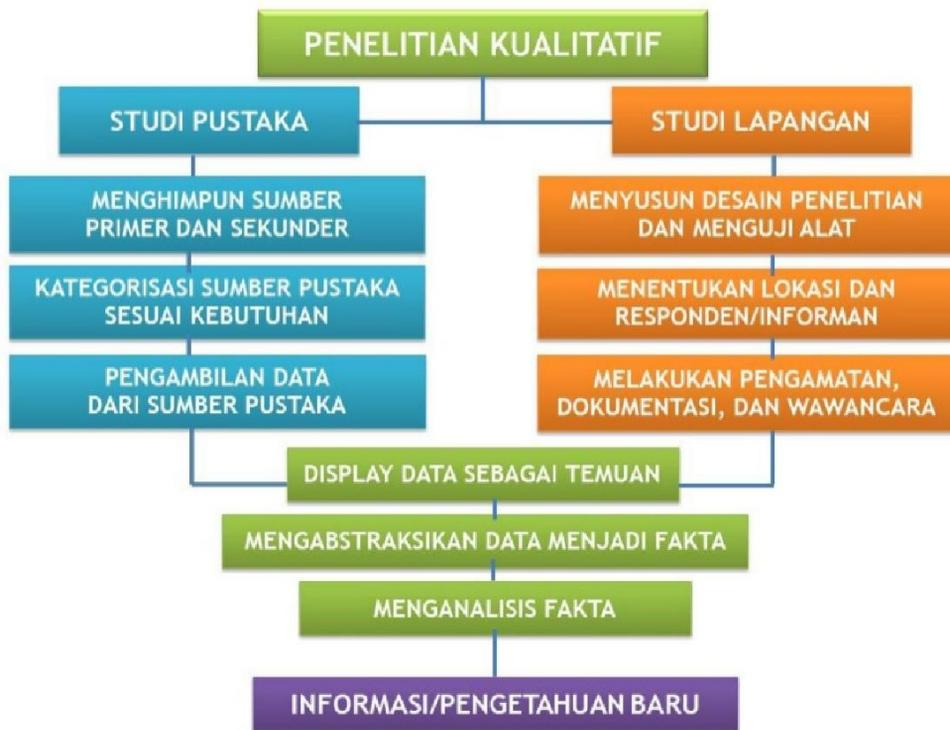 PENELITIAN KUALITATIF
STUDI PUSTAKA
MENGHIMPUN SUMBER
PRIMER DAN SEKUNDER
KATEGORISASI SUMBER PUSTAKA
SESUAI KEBUTUHAN
PENGAMBILAN DATA
DARI SUMBER PUSTAKA
STUDI LAPANGAN
MENYUSUN DESAIN PENELITIAN
DAN MENGUJI ALAT
MENENTUKAN LOKASI DAN
RESPONDEN/INFORMAN
MELAKUKAN PENGAMATAN,
DOKUMENTASI, DAN WAWANCARA
DISPLAY DATA SEBAGAI TEMUAN
MENGABSTRAKSIKAN DATA MENJADI FAKTA
MENGANALISIS FAKTA
INFORMASI/PENGETAHUAN BARU